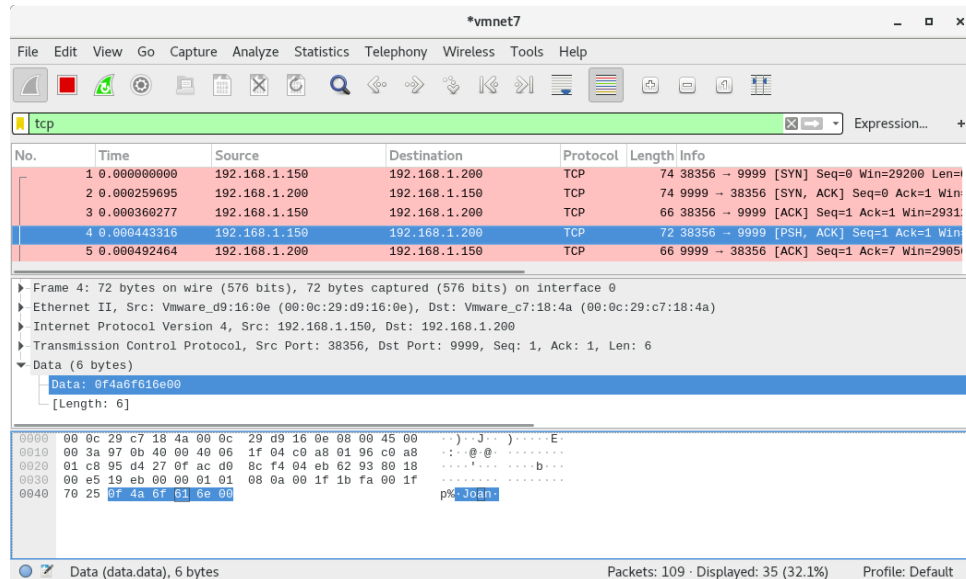 *vmnet7
File Edit View Go Capture Analyze Statistics Telephony Wireless Tools Help
tcp Expression... +
No. Time Source Destination Protocol Length Info
1 0.000000000 192.168.1.150 192.168.1.200 TCP 74 38356 → 9999 [SYN] Seq=0 Win=29200 Len=
2 0.000259695 192.168.1.200 192.168.1.150 TCP 74 9999 → 38356 [SYN, ACK] Seq=0 Ack=1 Win
3 0.000360277 192.168.1.150 192.168.1.200 TCP 66 38356 → 9999 [ACK] Seq=1 Ack=1 Win=2931
4 0.000443316 192.168.1.150 192.168.1.200 TCP 72 38356 → 9999 [PSH, ACK] Seq=1 Ack=1 Win
5 0.000492464 192.168.1.200 192.168.1.150 TCP 66 9999 → 38356 [ACK] Seq=1 Ack=7 Win=2905
Frame 4: 72 bytes on wire (576 bits), 72 bytes captured (576 bits) on interface 0
Ethernet II, Src: Vmware_d9:16:0e (00:0c:29:d9:16:0e), Dst: Vmware_c7:18:4a (00:0c:29:c7:18:4a)
Internet Protocol Version 4, Src: 192.168.1.150, Dst: 192.168.1.200
Transmission Control Protocol, Src Port: 38356, Dst Port: 9999, Seq: 1, Ack: 1, Len: 6
Data (6 bytes)
Data: 0f4a6f616e00
[Length: 6]
0000 00 0c 29 c7 18 4a 00 0c 29 d9 16 0e 08 00 45 00 ··)··J·· )·····E·
0010 00 3a 97 0b 40 00 40 06 1f 04 c0 a8 01 96 c0 a8 ·:··@·@· ········
0020 01 c8 95 d4 27 0f ac d0 8c f4 04 eb 62 93 80 18 ····'··· ····b···
0030 00 e5 19 eb 00 00 01 01 08 0a 00 1f 1b fa 00 1f ········ ········
0040 70 25 0f 4a 6f 61 6e 00 p%·Joan·
Data (data.data), 6 bytes Packets: 109 · Displayed: 35 (32.1%) Profile: Default